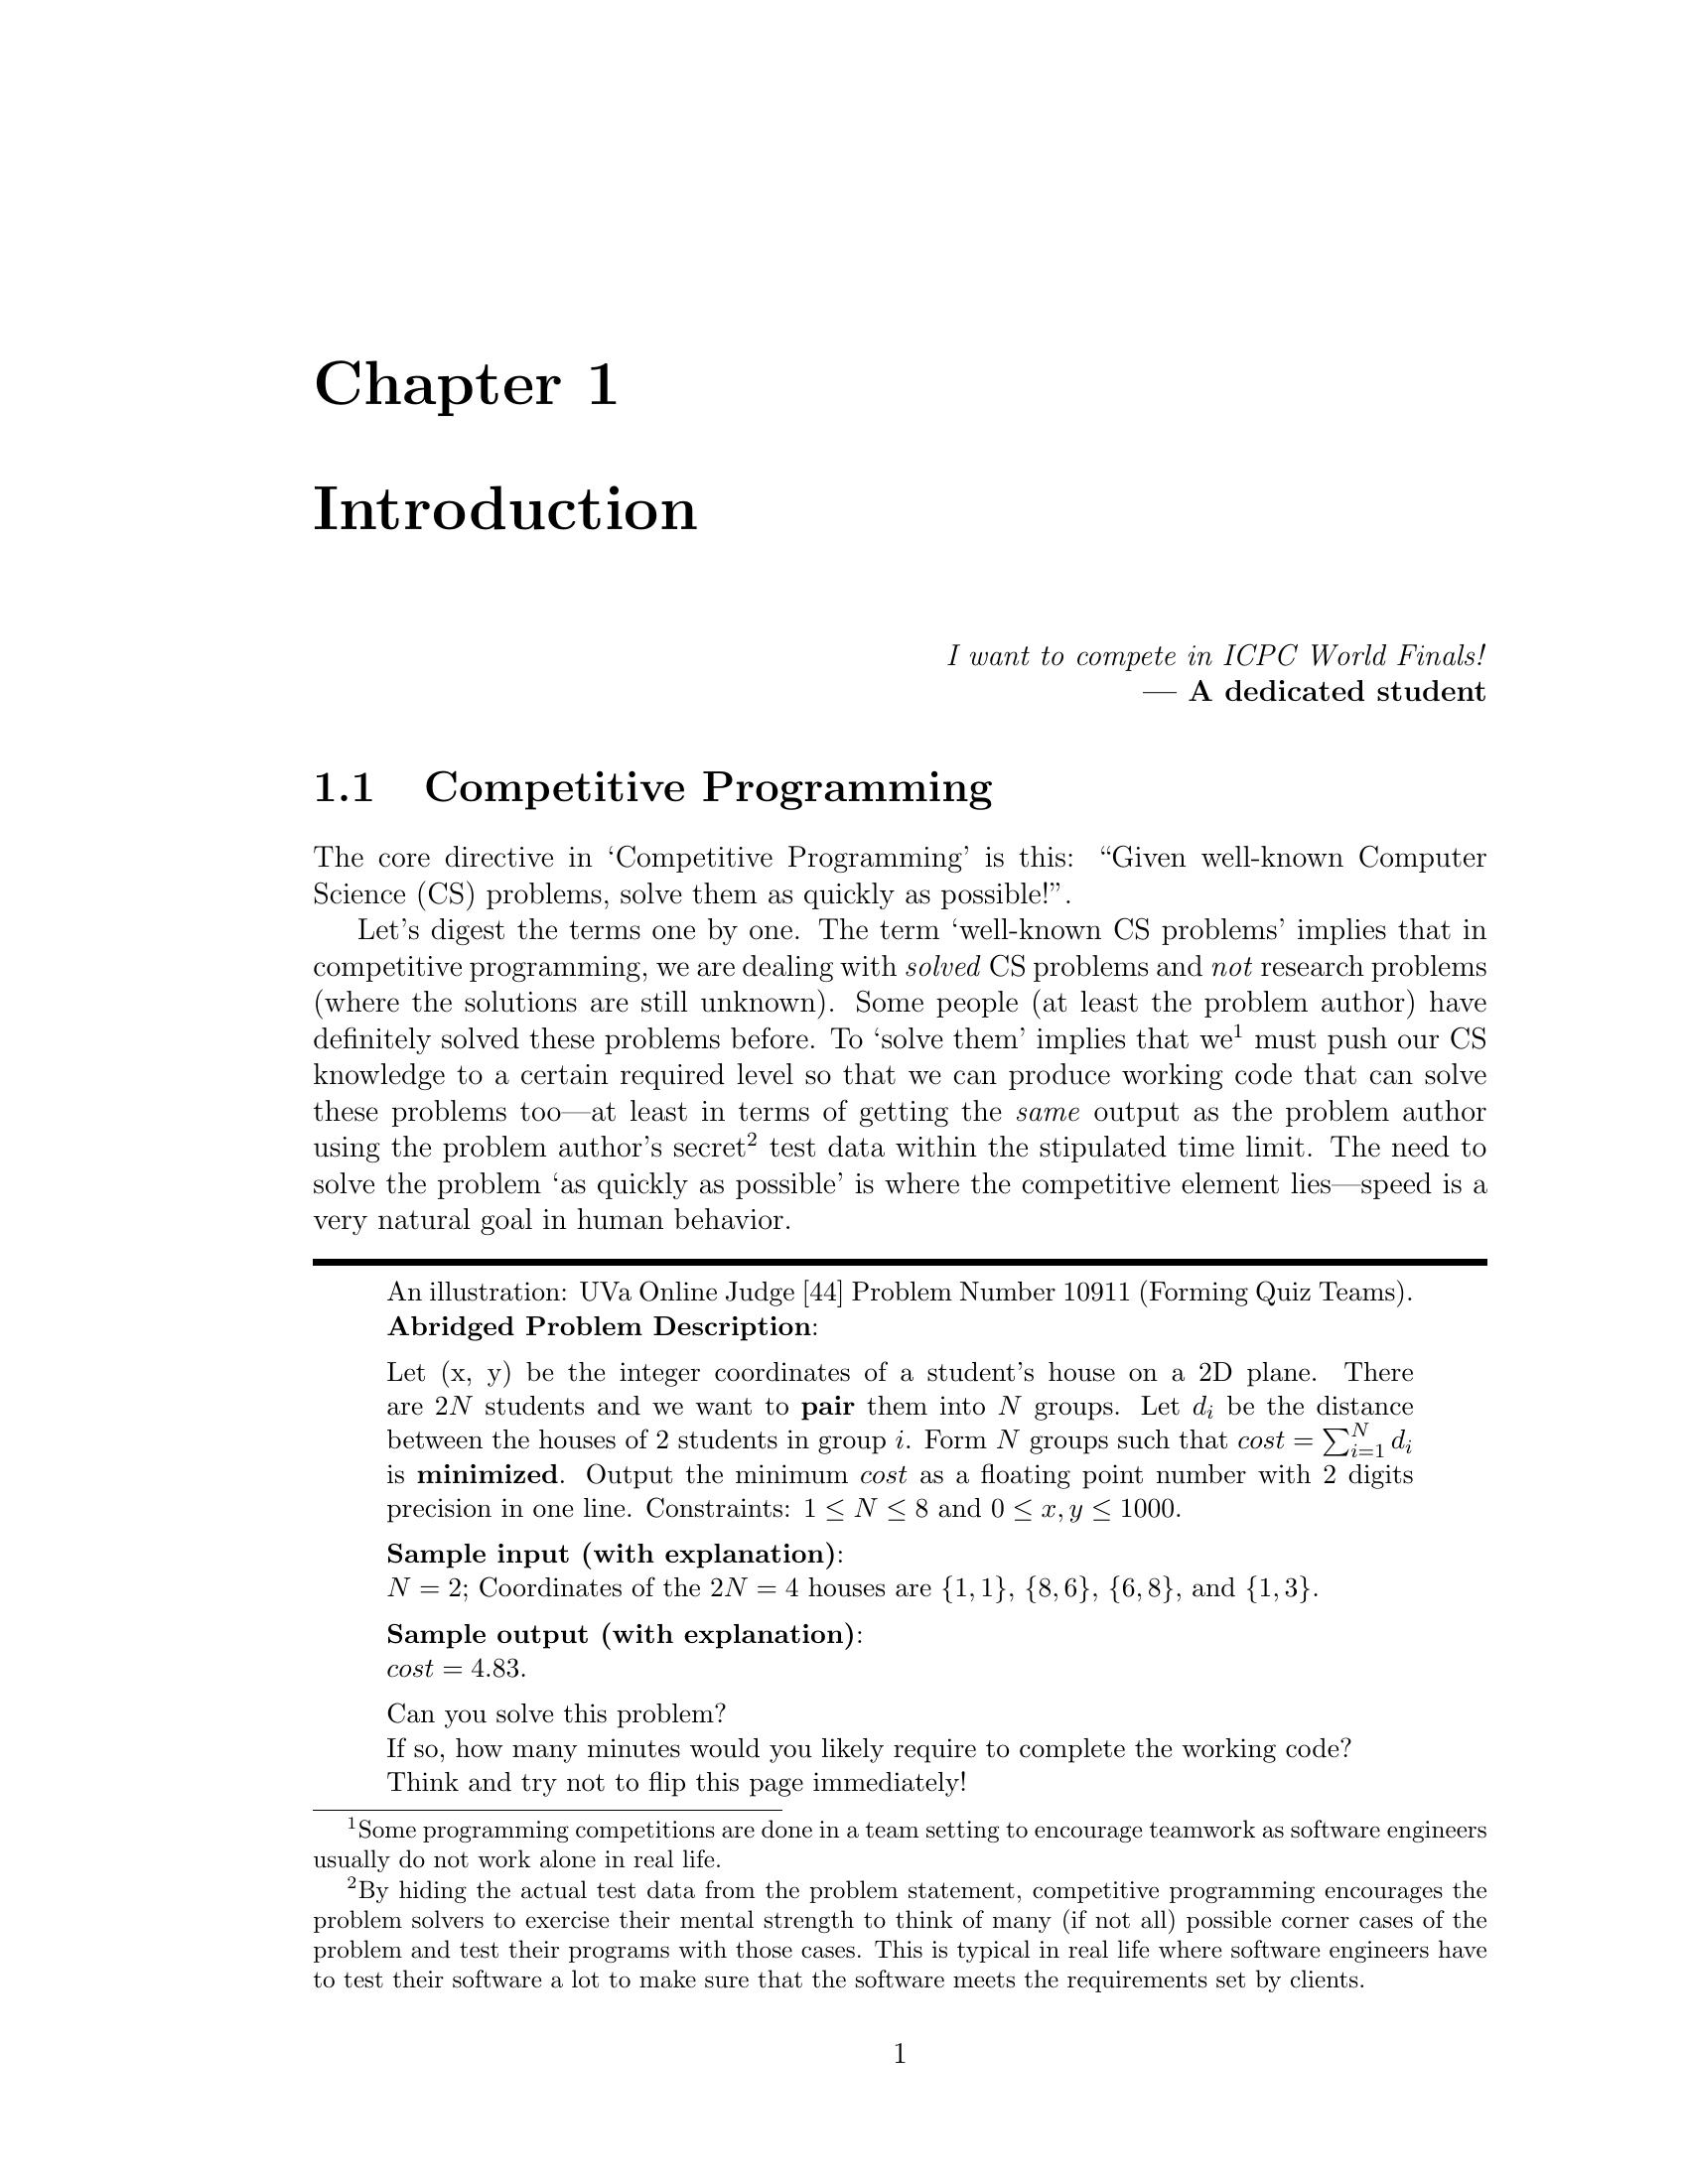 Chapter 1
Introduction
I want to compete in ICPC World Finals!
— A dedicated student
1.1 Competitive Programming
The core directive in ‘Competitive Programming’ is this: “Given well-known Computer
Science (CS) problems, solve them as quickly as possible!”.
Let’s digest the terms one by one. The term ‘well-known CS problems’ implies that in
competitive programming, we are dealing with solved CS problems and not research problems
(where the solutions are still unknown). Some people (at least the problem author) have
definitely solved these problems before. To ‘solve them’ implies that we¹ must push our CS
knowledge to a certain required level so that we can produce working code that can solve
these problems too—at least in terms of getting the same output as the problem author
using the problem author’s secret² test data within the stipulated time limit. The need to
solve the problem ‘as quickly as possible’ is where the competitive element lies—speed is a
very natural goal in human behavior.
An illustration: UVa Online Judge [44] Problem Number 10911 (Forming Quiz Teams).
Abridged Problem Description:
Let (x, y) be the integer coordinates of a student’s house on a 2D plane. There
are 2N students and we want to pair them into N groups. Let dᵢ be the distance
between the houses of 2 students in group i. Form N groups such that cost = ∑ᵢ₌₁ᴺ dᵢ
is minimized. Output the minimum cost as a floating point number with 2 digits
precision in one line. Constraints: 1 ≤ N ≤ 8 and 0 ≤ x, y ≤ 1000.
Sample input (with explanation):
N = 2; Coordinates of the 2N = 4 houses are {1, 1}, {8, 6}, {6, 8}, and {1, 3}.
Sample output (with explanation):
cost = 4.83.
Can you solve this problem?
If so, how many minutes would you likely require to complete the working code?
Think and try not to flip this page immediately!
¹Some programming competitions are done in a team setting to encourage teamwork as software engineers
usually do not work alone in real life.
²By hiding the actual test data from the problem statement, competitive programming encourages the
problem solvers to exercise their mental strength to think of many (if not all) possible corner cases of the
problem and test their programs with those cases. This is typical in real life where software engineers have
to test their software a lot to make sure that the software meets the requirements set by clients.
1